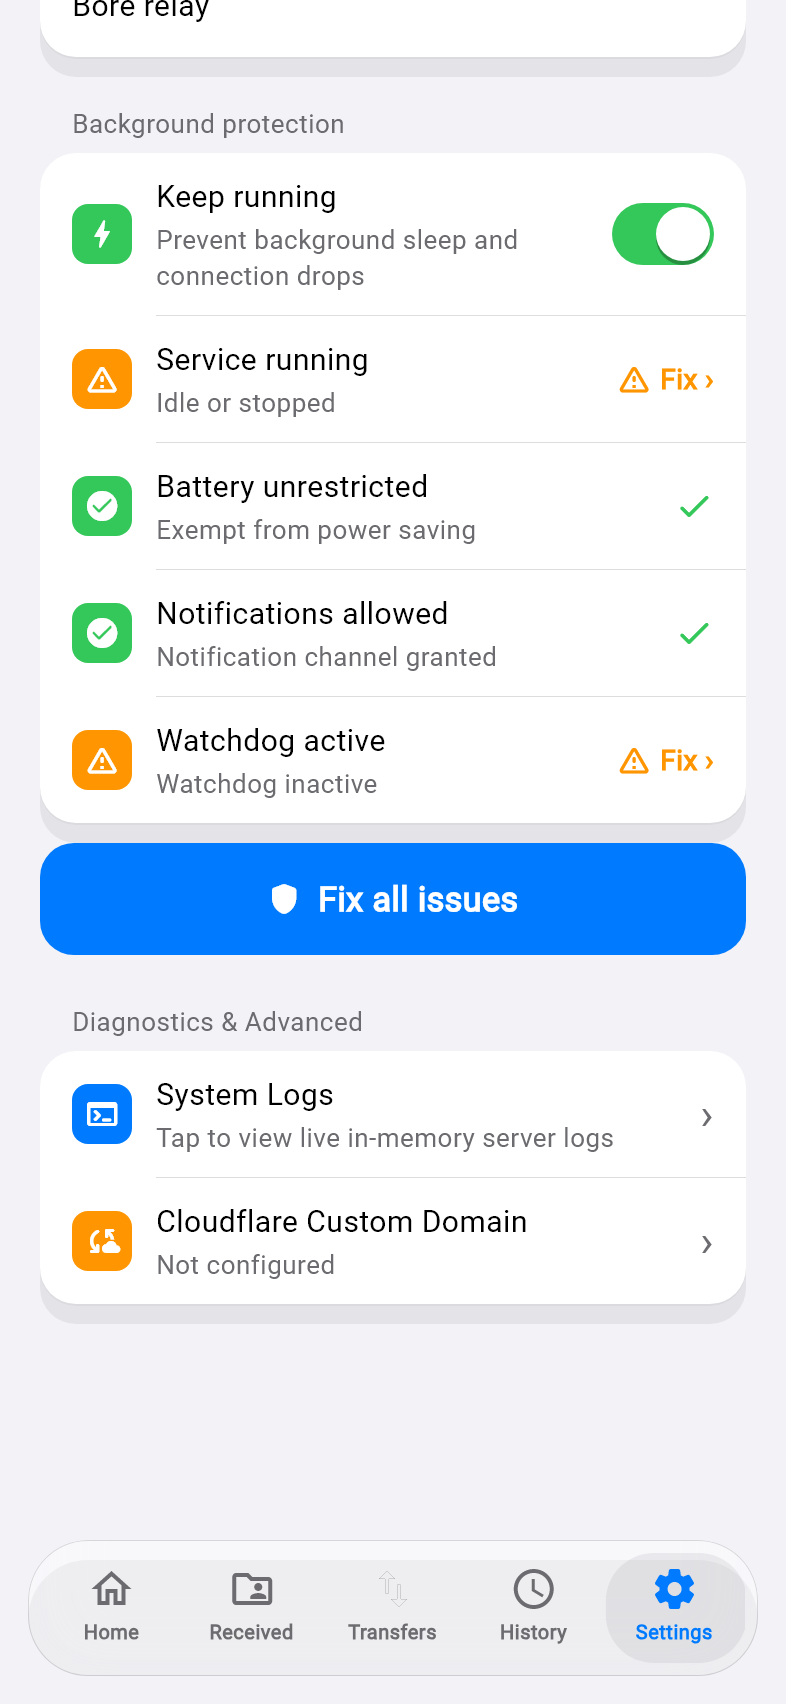 Bore relay
Background protection
Keep running
Prevent background sleep and
connection drops
Service running
Idle or stopped
Fix ›
Battery unrestricted
Exempt from power saving
Notifications allowed
Notification channel granted
Watchdog active
Watchdog inactive
Fix ›
Fix all issues
Diagnostics & Advanced
System Logs
Tap to view live in-memory server logs
Cloudflare Custom Domain
Not configured
Home
Received
Transfers
History
Settings